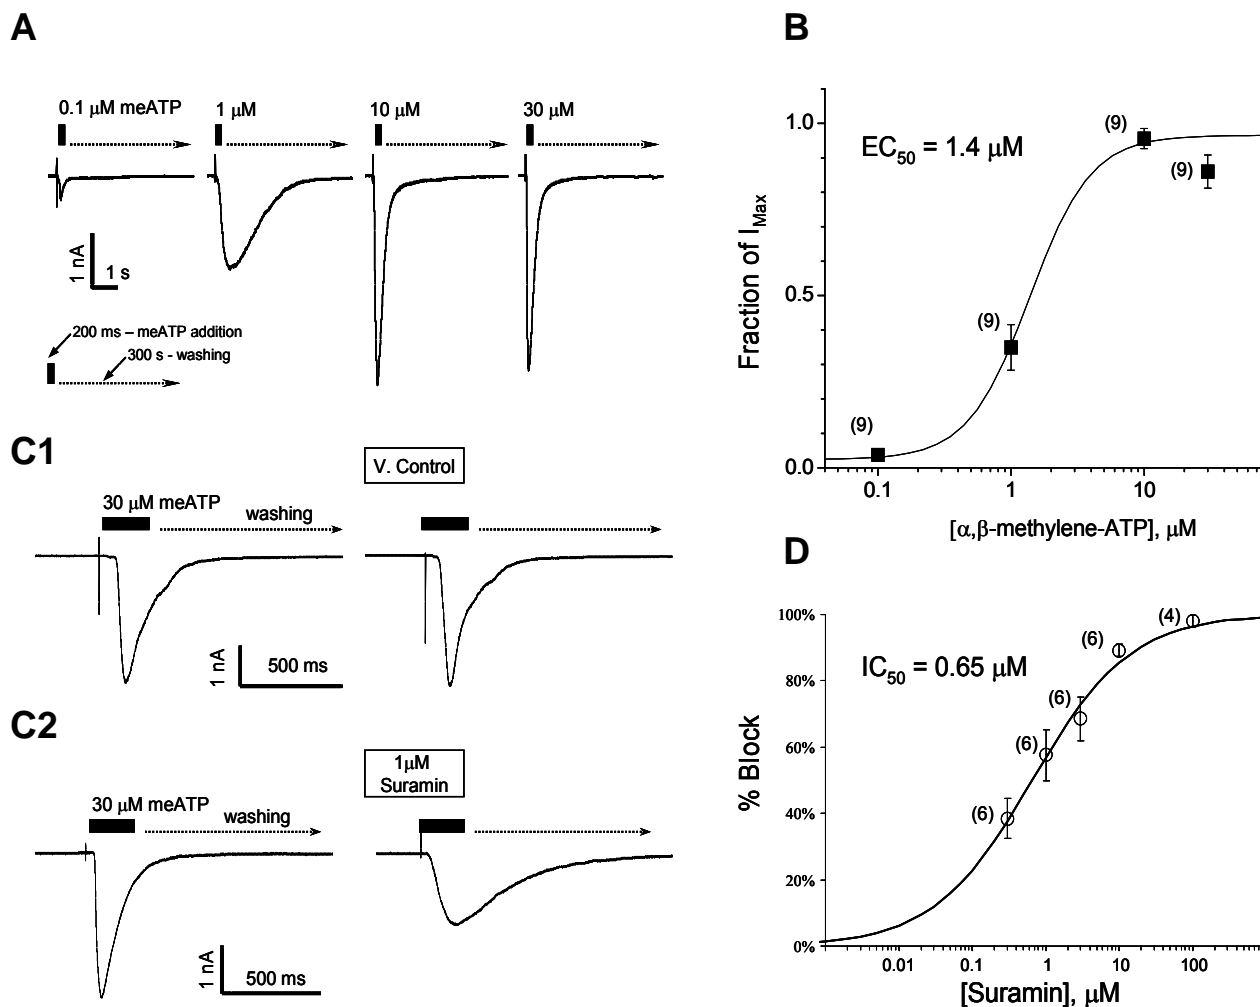 A
0.1 μM meATP
1 μM
10 μM
30 μM
1 nA
1 s
200 ms – meATP addition
300 s - washing
B
EC50 = 1.4 μM
(9)
(9)
(9)
(9)
1.0
0.5
0.0
Fraction of IMax
0.1
1
10
[α,β-methylene-ATP], μM
C1
V. Control
30 μM meATP
washing
1 nA
500 ms
C2
1μM
Suramin
30 μM meATP
washing
1 nA
500 ms
D
IC50 = 0.65 μM
(4)
(6)
(6)
(6)
(6)
100%
80%
60%
40%
20%
0%
% Block
0.01
0.1
1
10
100
[Suramin], μM